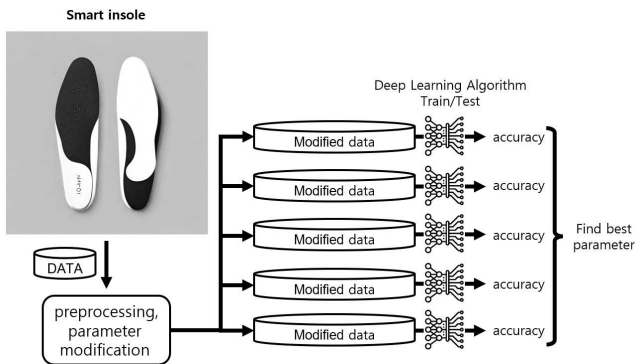 Smart insole
Deep Learning Algorithm
Train/Test
Modified data
accuracy
Modified data
accuracy
Modified data
accuracy
Modified data
accuracy
Modified data
accuracy
Find best
parameter
DATA
preprocessing,
parameter
modification